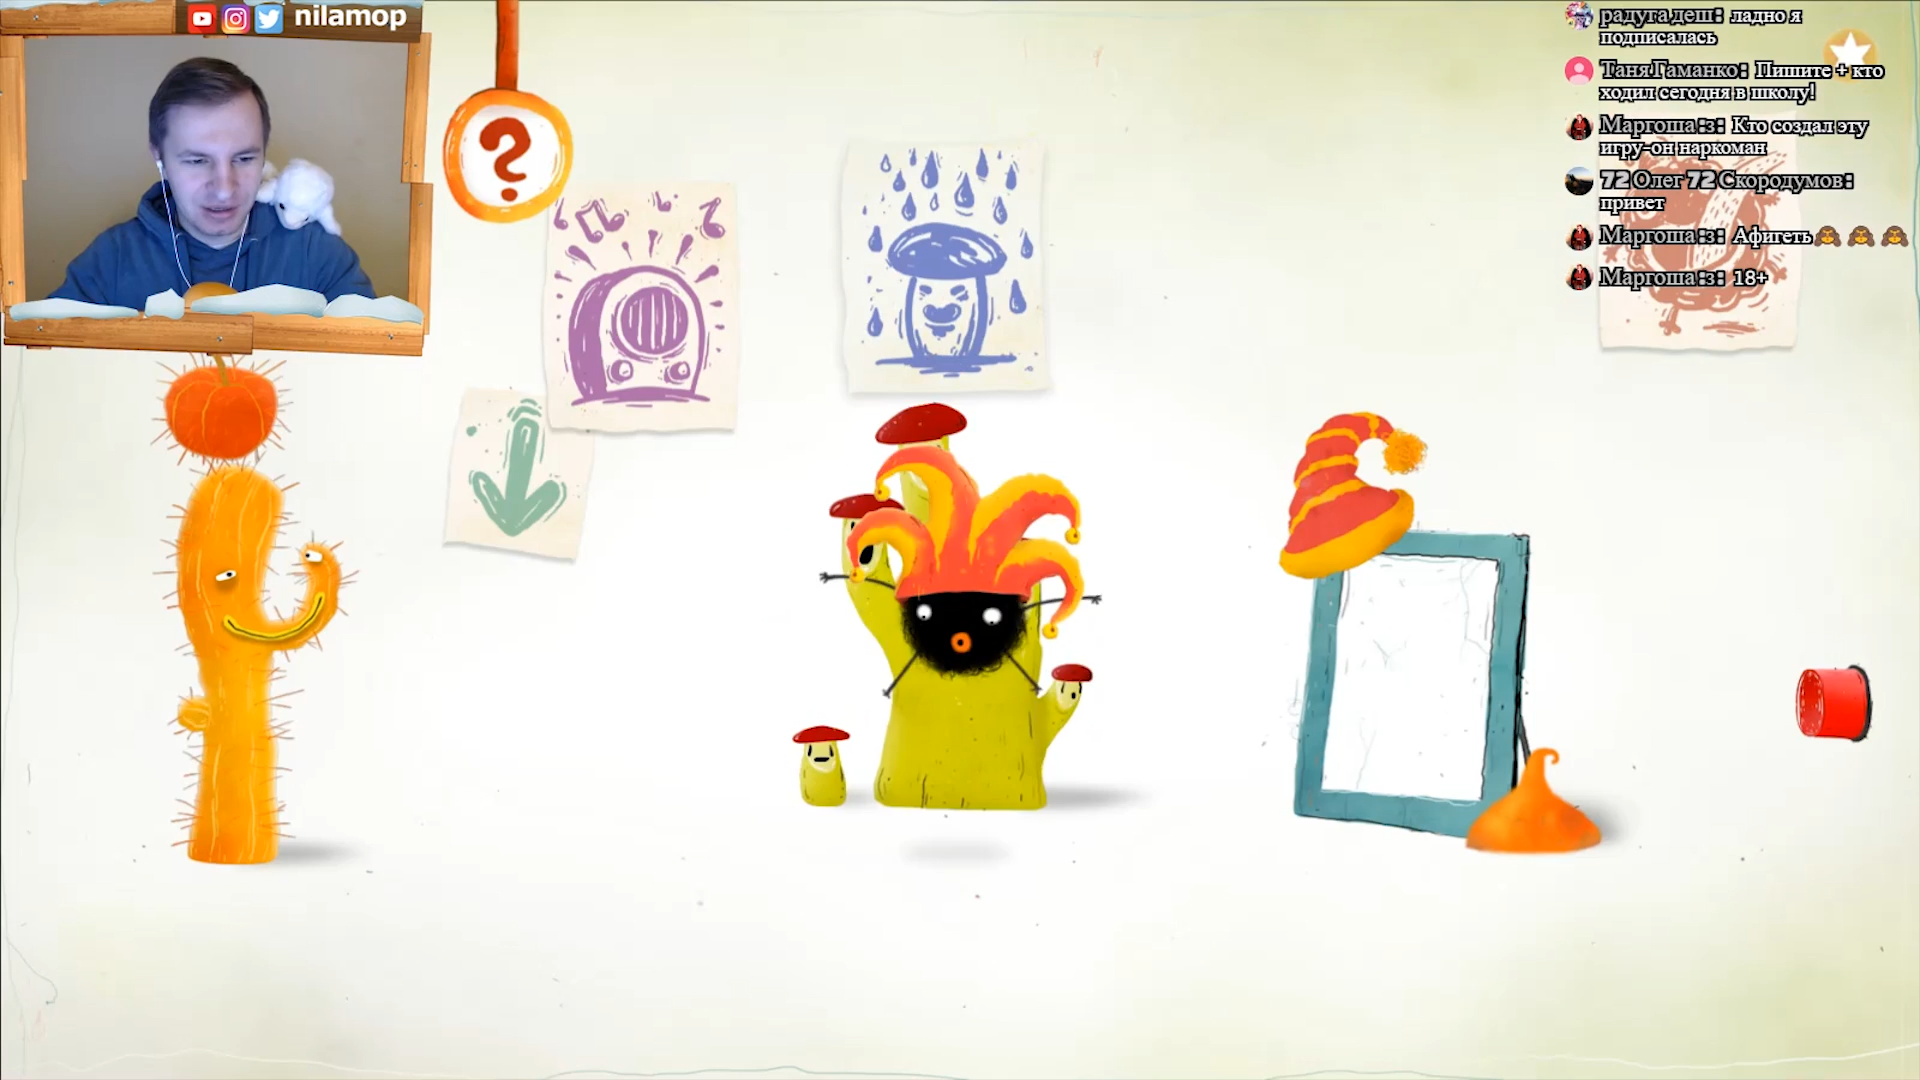 nilamop
?
радуга деш: ладно я
подписалась
Таня Гаманко: Пишите + кто
ходил сегодня в школу!
Маргоша :з: Кто создал эту
игру-он наркоман
72 Олег 72 Скородумов:
привет
Маргоша :з: Афигеть🙈 🙈 🙈
Маргоша :з: 18+